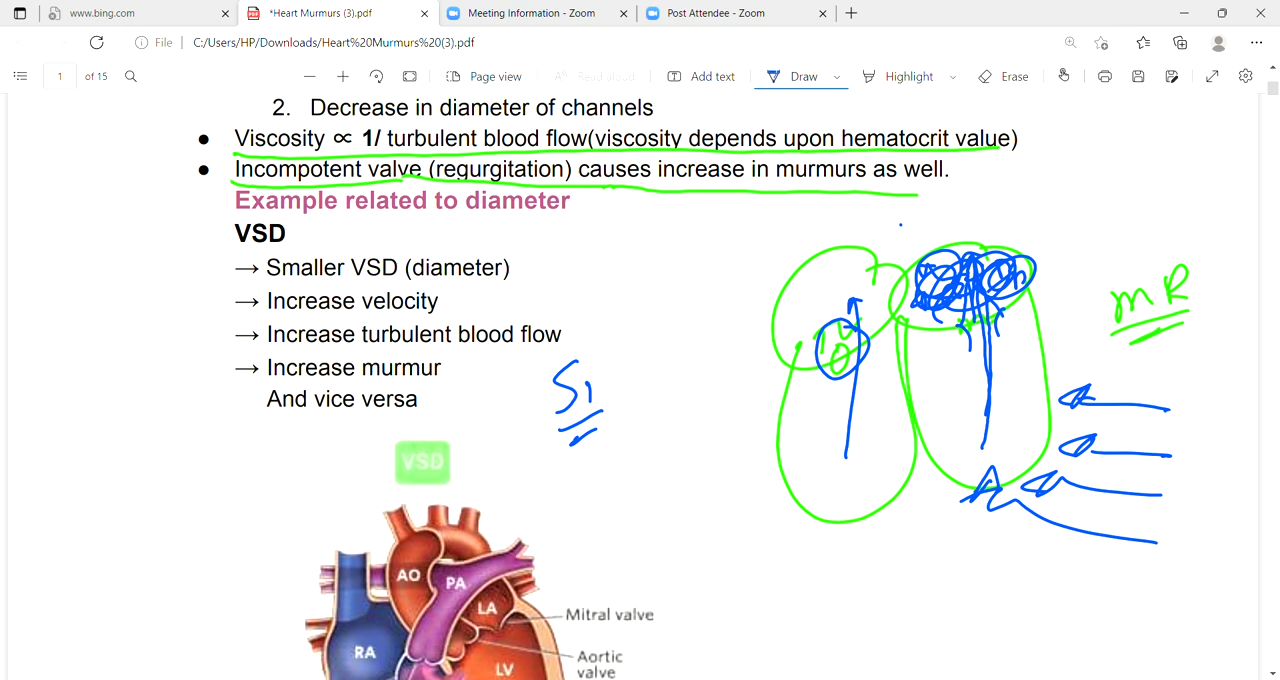 www.bing.com
*Heart Murmurs (3).pdf
Meeting Information - Zoom
Post Attendee - Zoom
File
C:/Users/HP/Downloads/Heart%20Murmurs%20(3).pdf
1 of 15
Page view
Read aloud
Add text
Draw
Highlight
Erase
2. Decrease in diameter of channels
● Viscosity ∝ 1/ turbulent blood flow(viscosity depends upon hematocrit value)
● Incompotent valve (regurgitation) causes increase in murmurs as well.
Example related to diameter
VSD
→ Smaller VSD (diameter)
→ Increase velocity
→ Increase turbulent blood flow
→ Increase murmur
And vice versa
S1
MR
VSD
AO
PA
LA
Mitral valve
RA
Aortic
valve
LV